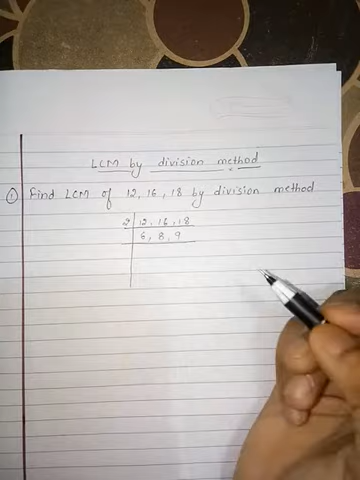 LCM by division method
① Find LCM of 12, 16, 18 by division method
2 12, 16, 18
6, 8, 9